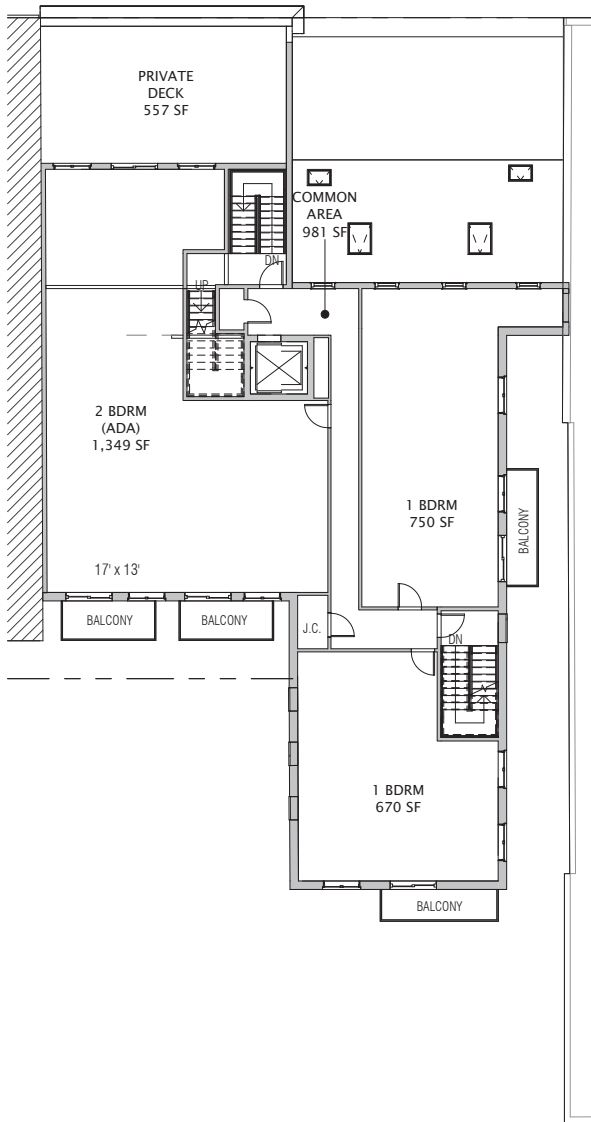 PRIVATE
DECK
557 SF
COMMON
AREA
981 SF
DN
UP
2 BDRM
(ADA)
1,349 SF
1 BDRM
750 SF
BALCONY
17' x 13'
BALCONY
BALCONY
J.C.
DN
1 BDRM
670 SF
BALCONY